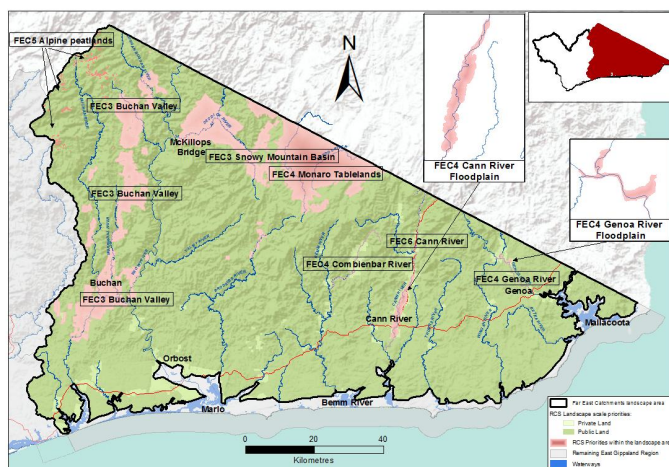 FEC5 Alpine peatlands
N
FEC3 Buchan Valley
McKillops
Bridge
FEC3 Snowy Mountain Basin
FEC4 Monaro Tablelands
FEC4 Cann River
Floodplain
FEC4 Genoa River
Floodplain
FEC3 Buchan Valley
FEC6 Cann River
FEC4 Combienbar River
FEC4 Genoa River
Genoa
Buchan
FEC3 Buchan Valley
Cann River
Mallacoota
Orbost
Marlo
Bemm River
0 20 40
Kilometres
Far East Catchments landscape area
RCS Landscape scale priorities:
Private Land
Public Land
RCS Priorities within the landscape area
Remaining East Gippsland Region
Waterways